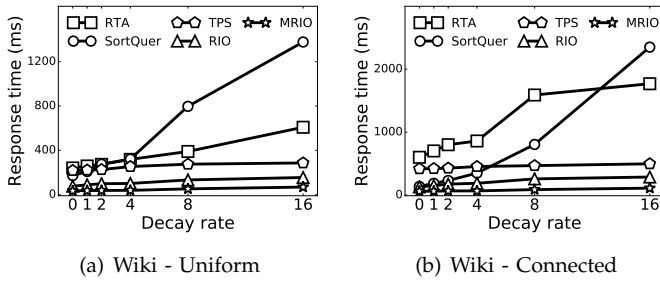 RTA TPS MRIO
SortQuer RIO
Response time (ms)
1200
800
400
0
0 1 2 4 8 16
Decay rate
(a) Wiki - Uniform
RTA TPS MRIO
SortQuer RIO
Response time (ms)
2000
1000
0
0 1 2 4 8 16
Decay rate
(b) Wiki - Connected